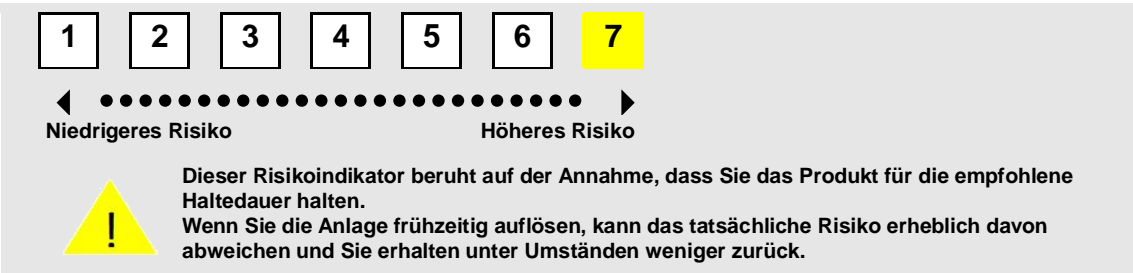 1 2 3 4 5 6 7
Niedrigeres Risiko Höheres Risiko
Dieser Risikoindikator beruht auf der Annahme, dass Sie das Produkt für die empfohlene
Haltedauer halten.
Wenn Sie die Anlage frühzeitig auflösen, kann das tatsächliche Risiko erheblich davon
abweichen und Sie erhalten unter Umständen weniger zurück.
!